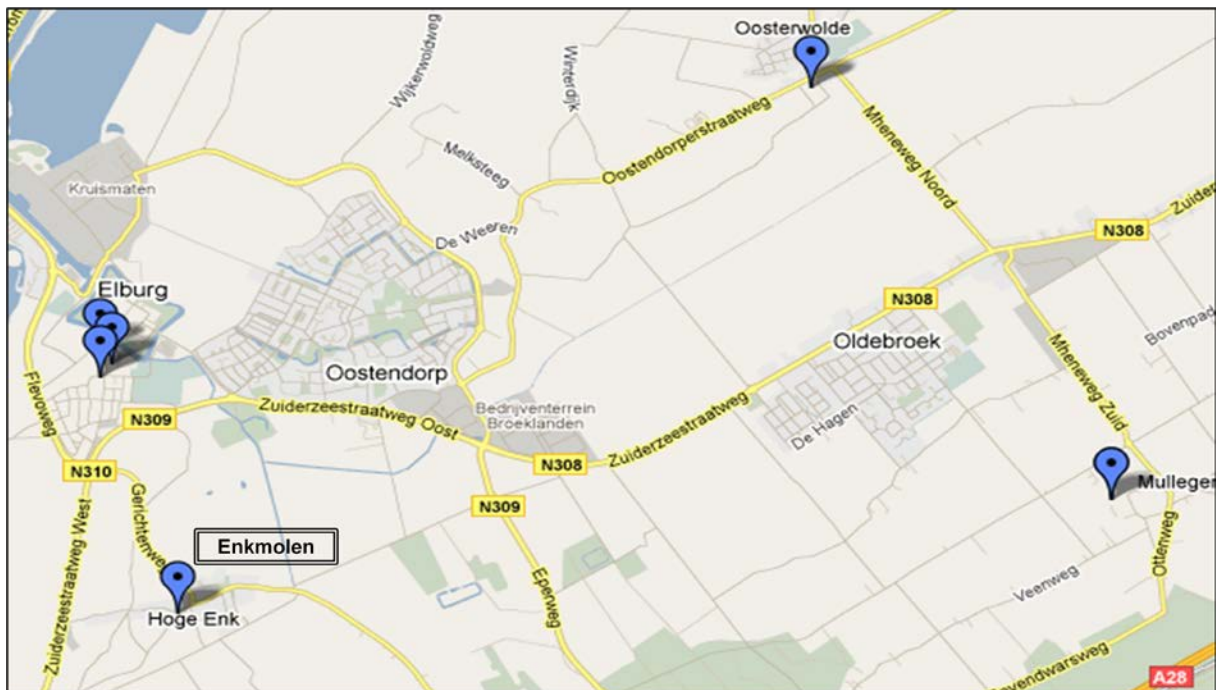 Oosterwolde
Wijkerwoldweg
Winterdijk
Oostendorperstraatweg
Mheneweg Noord
Melksteeg
Kruismaten
De Weeren
N308
Zuider
Elburg
N308
Bovenpad
Oldebroek
Oostendorp
Mheneweg Zuid
Flevoweg
N309
Zuiderzeestraatweg Oost
Bedrijventerrein
Broeklanden
Zuiderzeestraatweg
De Hagen
N310
N308
Mullegen
Gerichtenweg
N309
Zuiderzeestraatweg West
Enkmolen
Eperweg
Ottenweg
Veenweg
Hoge Enk
evendwarsweg
A28